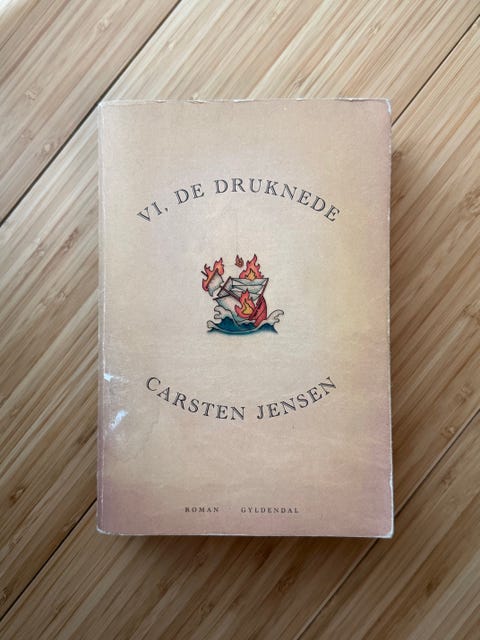 VI, DE DRUKNEDE
CARSTEN JENSEN
ROMAN GYLDENDAL